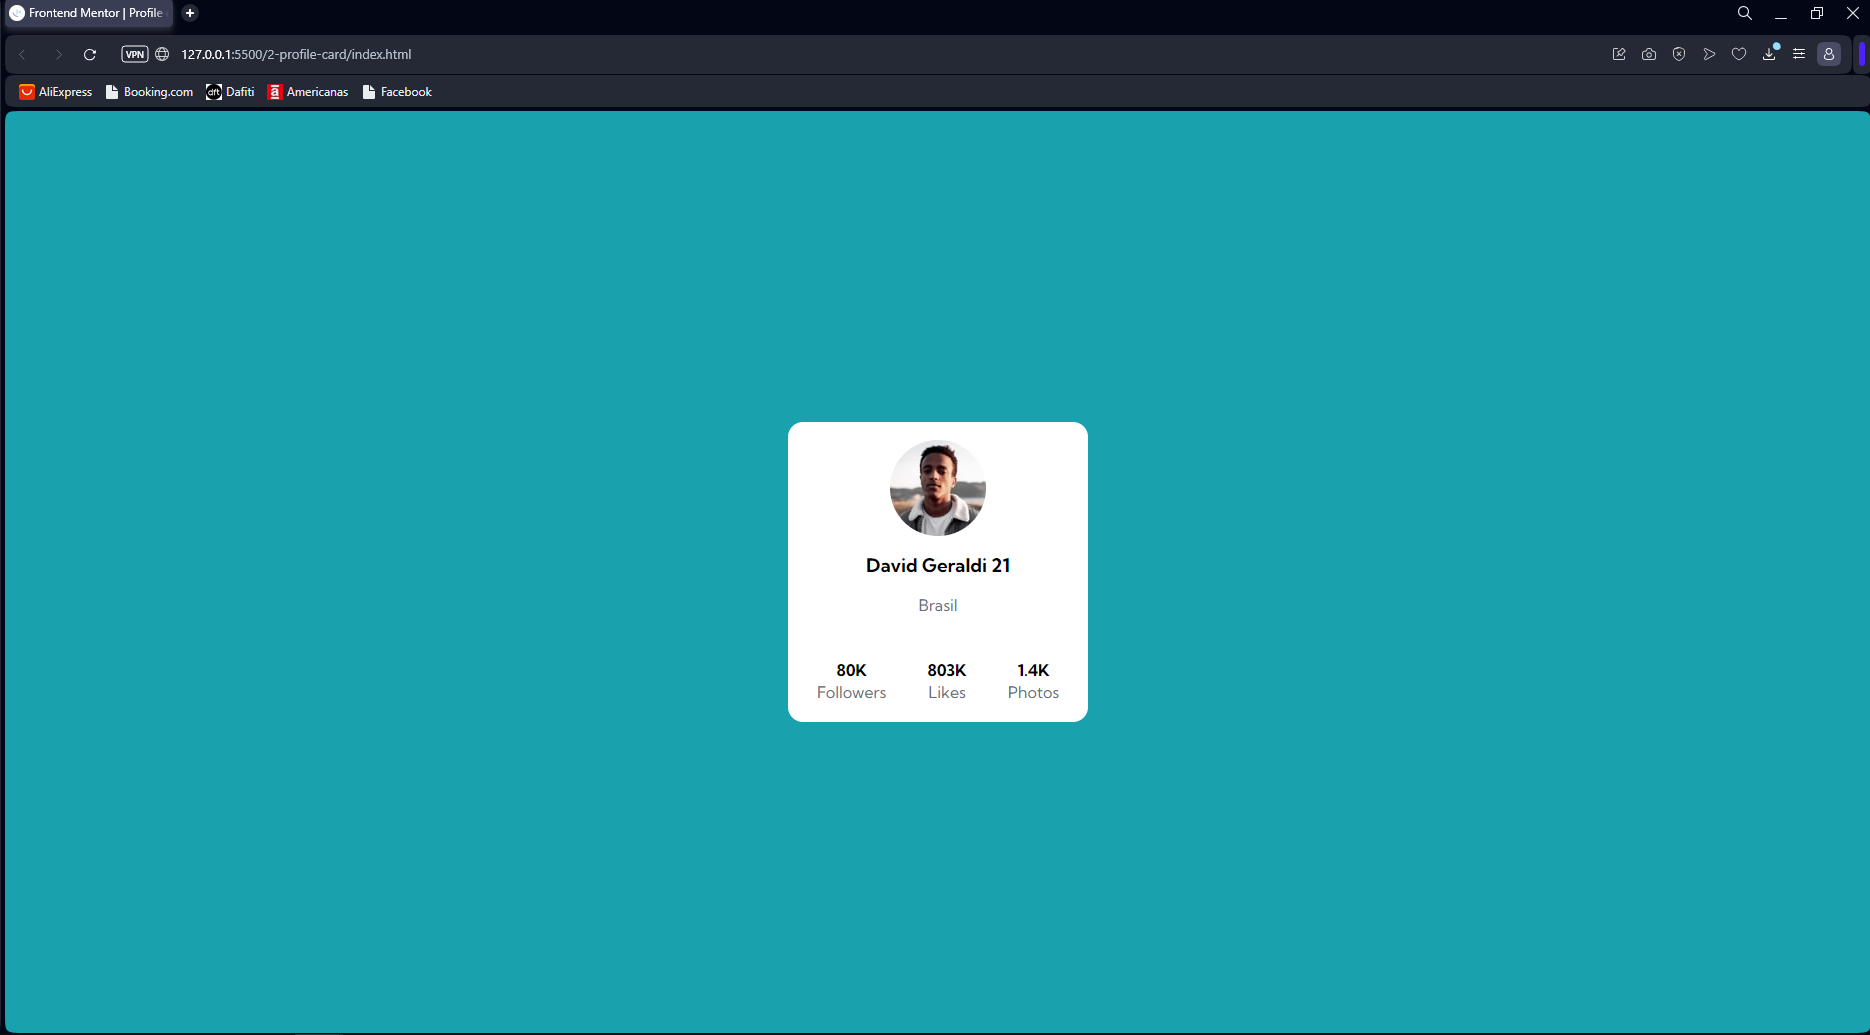 Frontend Mentor | Profile
VPN 127.0.0.1:5500/2-profile-card/index.html
AliExpress Booking.com dft Dafiti a Americanas Facebook
David Geraldi 21
Brasil
80K 803K 1.4K
Followers Likes Photos